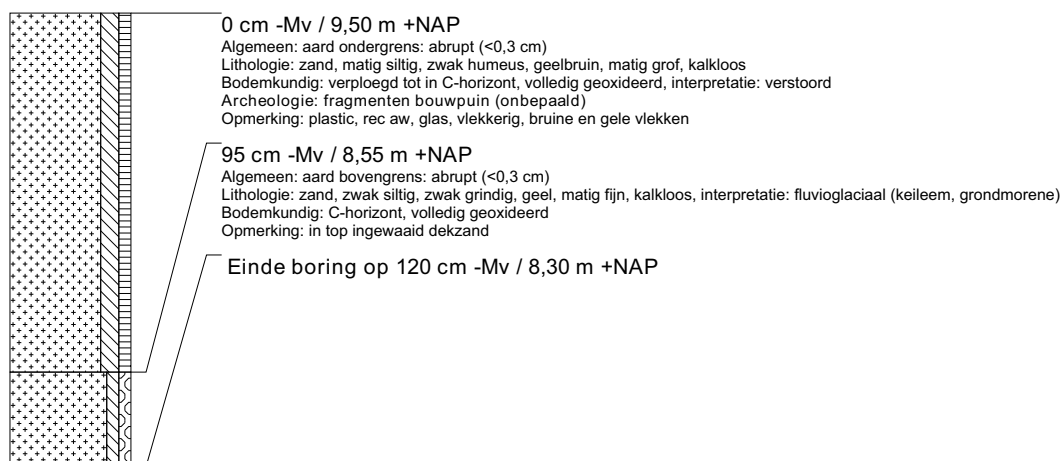 0 cm -Mv / 9,50 m +NAP
Algemeen: aard ondergrens: abrupt (<0,3 cm)
Lithologie: zand, matig siltig, zwak humeus, geelbruin, matig grof, kalkloos
Bodemkundig: verploegd tot in C-horizont, volledig geoxideerd, interpretatie: verstoord
Archeologie: fragmenten bouwpuin (onbepaald)
Opmerking: plastic, rec aw, glas, vlekkerig, bruine en gele vlekken
95 cm -Mv / 8,55 m +NAP
Algemeen: aard bovengrens: abrupt (<0,3 cm)
Lithologie: zand, zwak siltig, zwak grindig, geel, matig fijn, kalkloos, interpretatie: fluvioglaciaal (keileem, grondmorene)
Bodemkundig: C-horizont, volledig geoxideerd
Opmerking: in top ingewaaid dekzand
Einde boring op 120 cm -Mv / 8,30 m +NAP